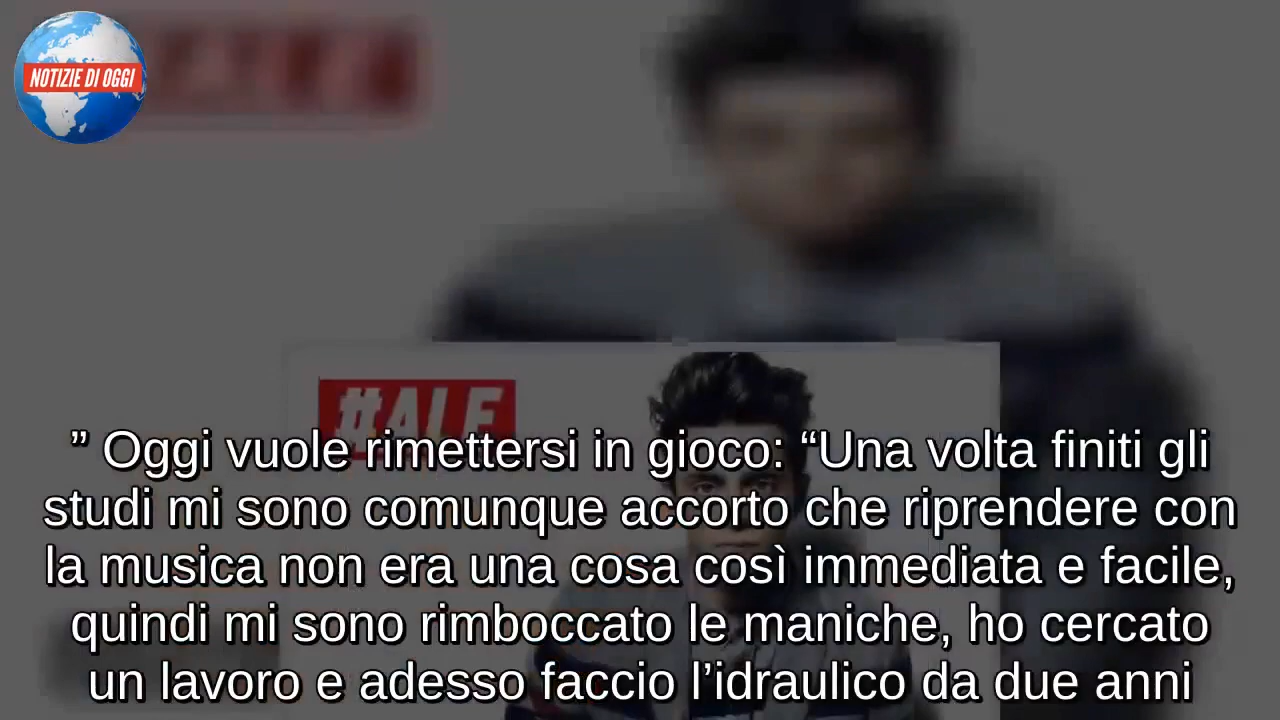 NOTIZIE DI OGGI
#ALE
” Oggi vuole rimettersi in gioco: “Una volta finiti gli
studi mi sono comunque accorto che riprendere con
la musica non era una cosa così immediata e facile,
quindi mi sono rimboccato le maniche, ho cercato
un lavoro e adesso faccio l’idraulico da due anni